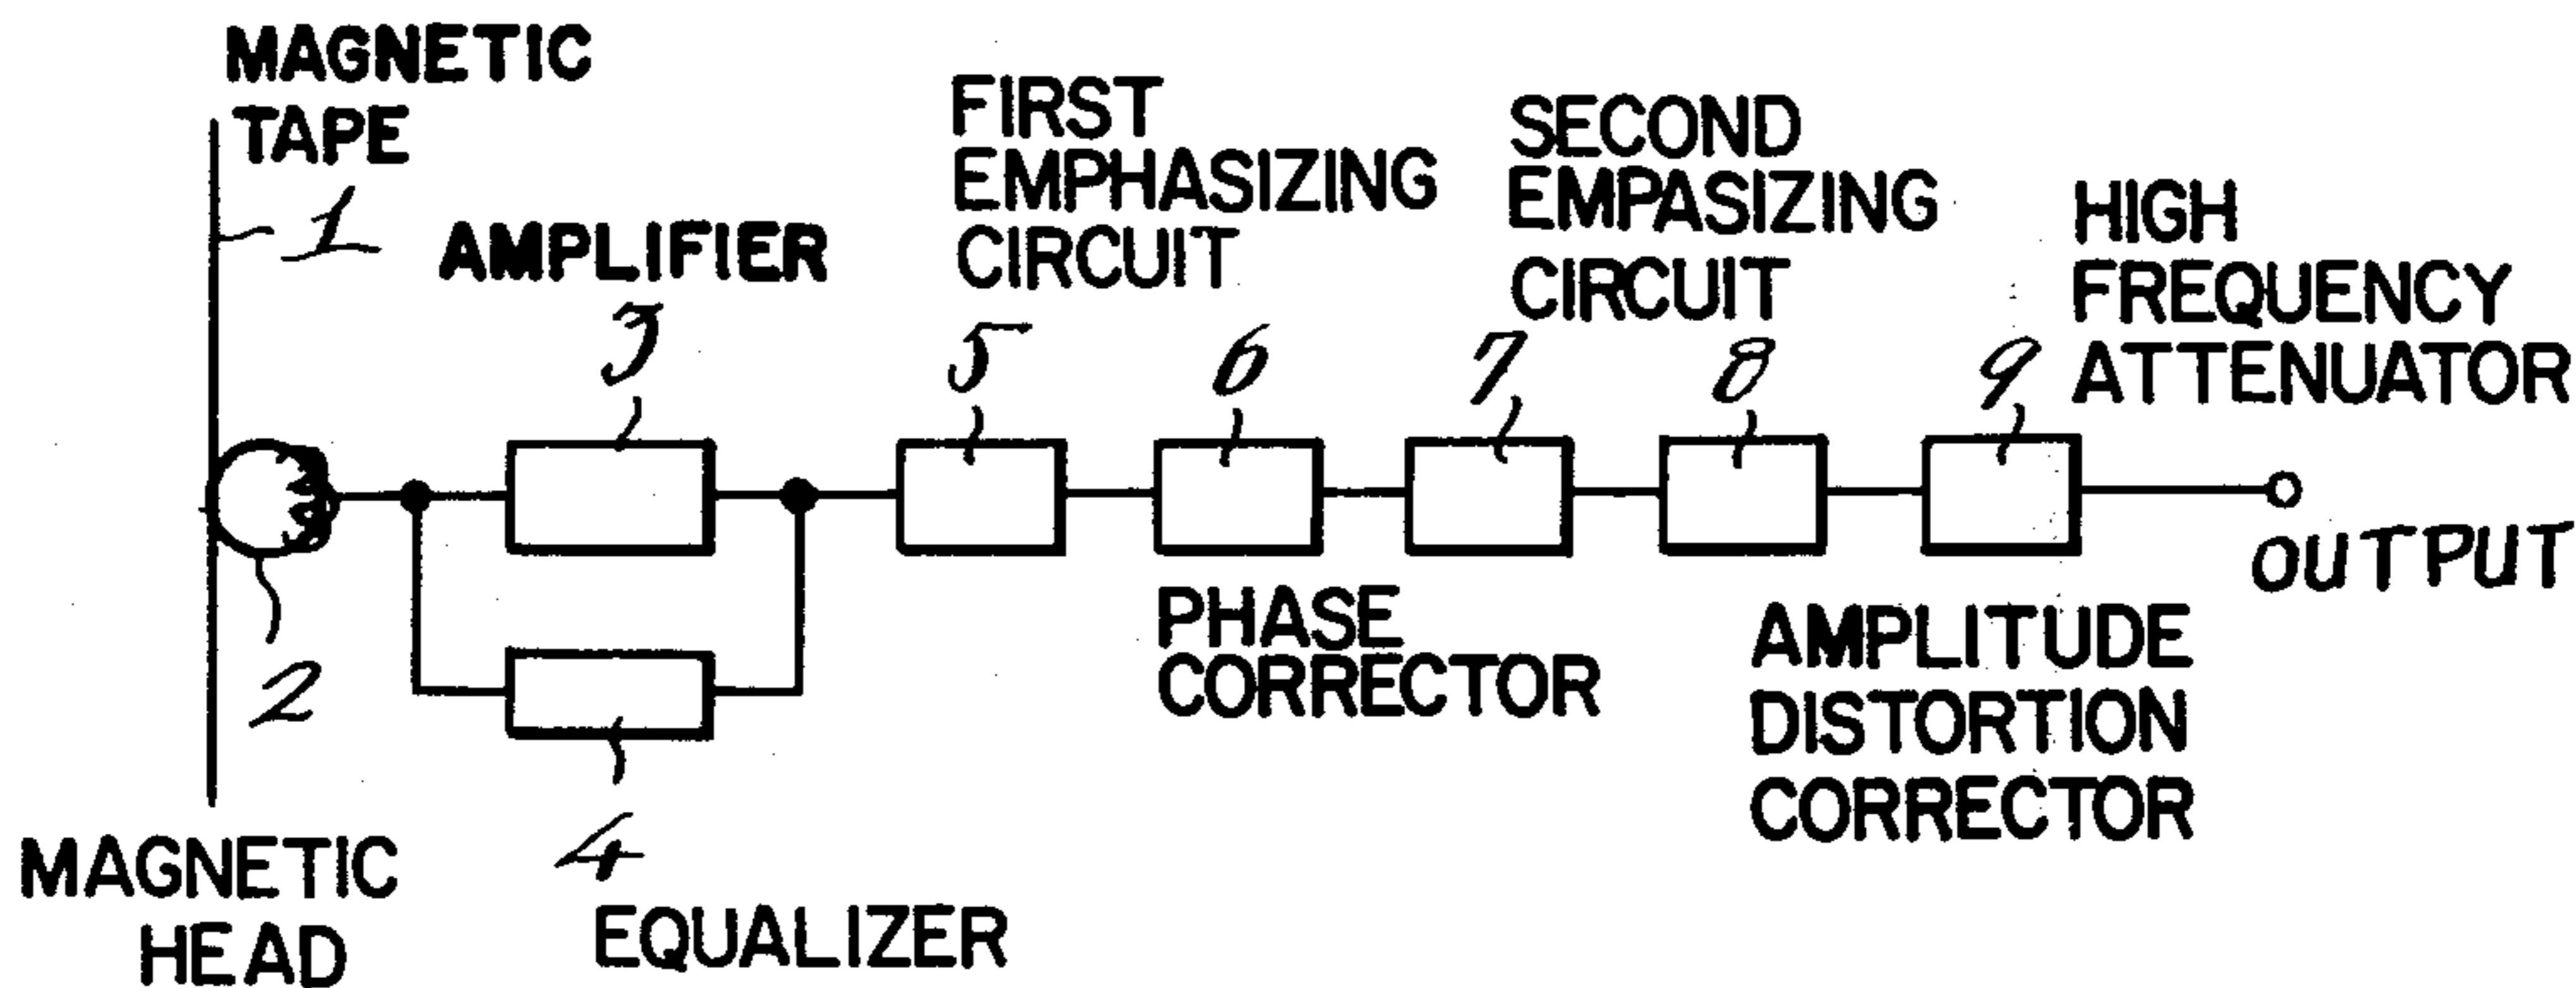 MAGNETIC
TAPE
1
AMPLIFIER
3
FIRST
EMPHASIZING
CIRCUIT
5
6
SECOND
EMPASIZING
CIRCUIT
7
8
9
HIGH
FREQUENCY
ATTENUATOR
OUTPUT
2
MAGNETIC
HEAD
4
EQUALIZER
PHASE
CORRECTOR
AMPLITUDE
DISTORTION
CORRECTOR